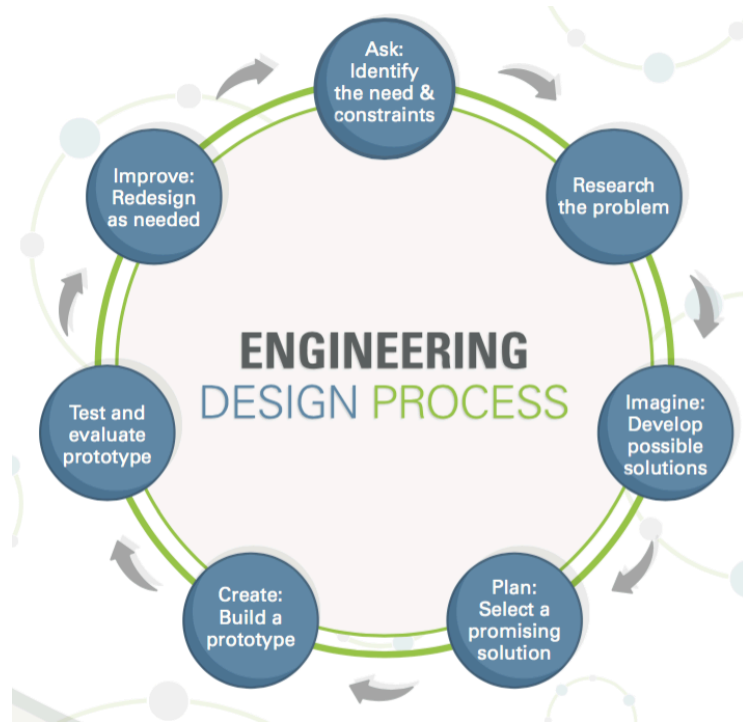 Ask:
Identify
the need &
constraints
Research
the problem
Imagine:
Develop
possible
solutions
Plan:
Select a
promising
solution
Create:
Build a
prototype
Test and
evaluate
prototype
Improve:
Redesign
as needed
ENGINEERING
DESIGN PROCESS